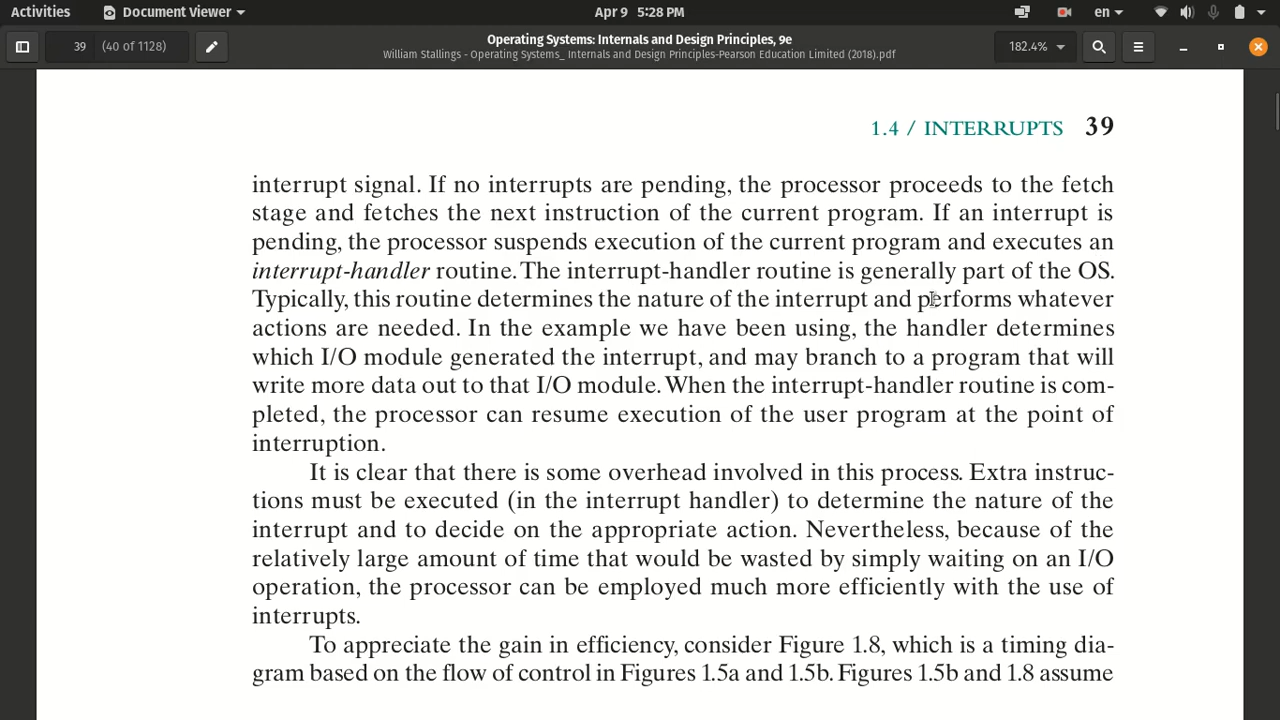 Activities Document Viewer Apr 9 5:28 PM en
39 (40 of 1128) Operating Systems: Internals and Design Principles, 9e 182.4%
William Stallings - Operating Systems_ Internals and Design Principles-Pearson Education Limited (2018).pdf
1.4 / INTERRUPTS 39
interrupt signal. If no interrupts are pending, the processor proceeds to the fetch
stage and fetches the next instruction of the current program. If an interrupt is
pending, the processor suspends execution of the current program and executes an
interrupt-handler routine. The interrupt-handler routine is generally part of the OS.
Typically, this routine determines the nature of the interrupt and performs whatever
actions are needed. In the example we have been using, the handler determines
which I/O module generated the interrupt, and may branch to a program that will
write more data out to that I/O module. When the interrupt-handler routine is com-
pleted, the processor can resume execution of the user program at the point of
interruption.
It is clear that there is some overhead involved in this process. Extra instruc-
tions must be executed (in the interrupt handler) to determine the nature of the
interrupt and to decide on the appropriate action. Nevertheless, because of the
relatively large amount of time that would be wasted by simply waiting on an I/O
operation, the processor can be employed much more efficiently with the use of
interrupts.
To appreciate the gain in efficiency, consider Figure 1.8, which is a timing dia-
gram based on the flow of control in Figures 1.5a and 1.5b. Figures 1.5b and 1.8 assume